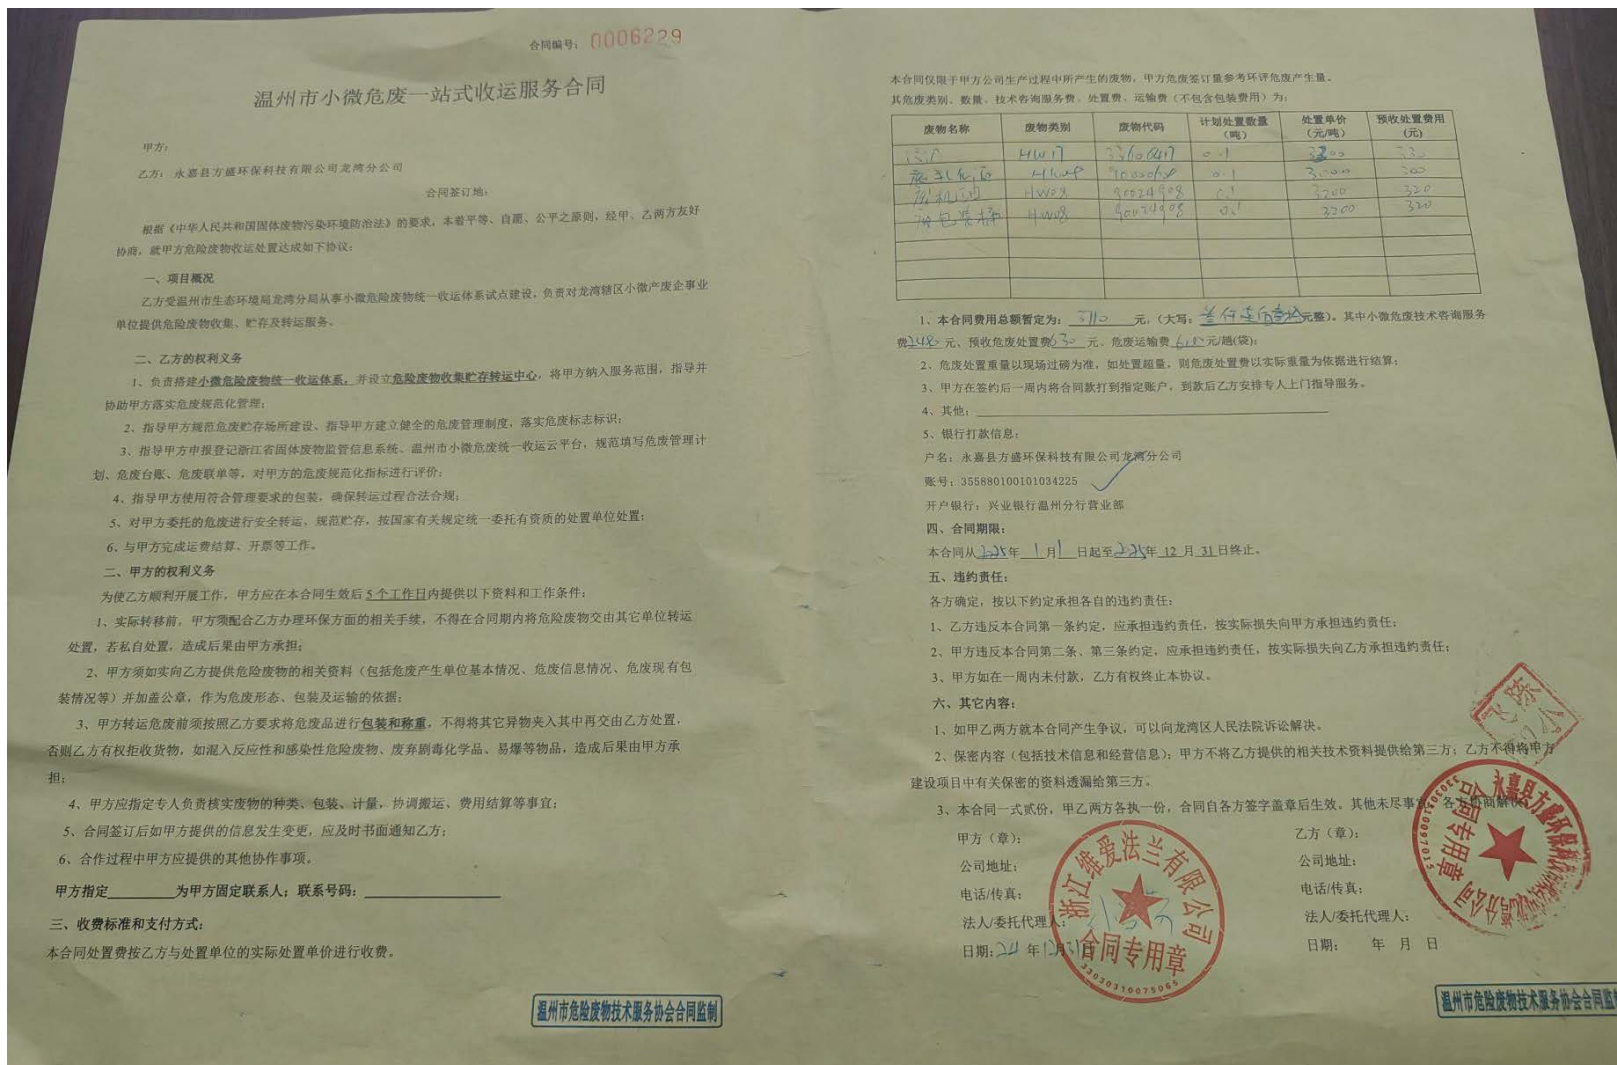 合同编号: 0006229
温州市小微危废一站式收运服务合同
甲方:
乙方: 永嘉县方盛环保科技有限公司龙湾分公司
合同签订地:
根据《中华人民共和国固体废物污染环境防治法》的要求,本着平等、自愿、公平之原则,经甲、乙两方友好
协商,就甲方危险废物收运处置达成如下协议:
一、项目概况
乙方受温州市生态环境局龙湾分局从事小微危险废物统一收运体系试点建设,负责对龙湾辖区小微产废企事业
单位提供危险废物收集、贮存及转运服务。
二、乙方的权利义务
1、负责搭建小微危险废物统一收运体系,并设立危险废物收集贮存转运中心,将甲方纳入服务范围,指导并
协助甲方落实危废规范化管理;
2、指导甲方规范危废贮存场所建设、指导甲方建立健全的危废管理制度,落实危废标志标识;
3、指导甲方申报登记浙江省固体废物监管信息系统、温州市小微危废统一收运云平台,规范填写危废管理计
划、危废台账、危废联单等,对甲方的危废规范化指标进行评价;
4、指导甲方使用符合管理要求的包装,确保转运过程合法合规;
5、对甲方委托的危废进行安全转运,规范贮存,按国家有关规定统一委托有资质的处置单位处置;
6、与甲方完成运费结算、开票等工作。
二、甲方的权利义务
为使乙方顺利开展工作,甲方应在本合同生效后5个工作日内提供以下资料和工作条件:
1、实际转移前,甲方须配合乙方办理环保方面的相关手续,不得在合同期内将危险废物交由其它单位转运
处置,若私自处置,造成后果由甲方承担;
2、甲方须如实向乙方提供危险废物的相关资料(包括危废产生单位基本情况、危废信息情况、危废现有包
装情况等)并加盖公章,作为危废形态、包装及运输的依据;
3、甲方转运危废前须按照乙方要求将危废品进行包装和称重,不得将其它异物夹入其中再交由乙方处置,
否则乙方有权拒收货物,如混入反应性和感染性危险废物、废弃剧毒化学品、易爆等物品,造成后果由甲方承
担;
4、甲方应指定专人负责核实废物的种类、包装、计量,协调搬运、费用结算等事宜;
5、合同签订后如甲方提供的信息发生变更,应及时书面通知乙方;
6、合作过程中甲方应提供的其他协作事项。
甲方指定________为甲方固定联系人;联系号码:________________
三、收费标准和支付方式:
本合同处置费按乙方与处置单位的实际处置单价进行收费。
温州市危险废物技术服务协会合同监制
本合同仅限于甲方公司生产过程中所产生的废物,甲方危废签订量参考环评危废产生量。
其危废类别、数量、技术咨询服务费、处置费、运输费(不包含包装费用)为:
废物名称 废物类别 废物代码 计划处置数量(吨) 处置单价(元/吨) 预收处置费用(元)
HW17 33606417 0.1 3300 330
0.1 3000 300
HW08 90024908 0.1 3200 320
废包装桶 HW08 90024908 0.1 3200 320
1、本合同费用总额暂定为: 3110 元,(大写: 叁仟壹佰壹拾元整)。其中小微危废技术咨询服务
费2480元、预收危废处置费630元、危废运输费 元/趟(袋);
2、危废处置重量以现场过磅为准,如处置超量,则危废处置费以实际重量为依据进行结算;
3、甲方在签约后一周内将合同款打到指定账户,到款后乙方安排专人上门指导服务。
4、其他:________________
5、银行打款信息:
户名: 永嘉县方盛环保科技有限公司龙湾分公司
账号: 355880100101034225
开户银行: 兴业银行温州分行营业部
四、合同期限:
本合同从2025年 1 月 1 日起至2025年 12 月 31 日终止。
五、违约责任:
各方确定,按以下约定承担各自的违约责任:
1、乙方违反本合同第一条约定,应承担违约责任,按实际损失向甲方承担违约责任;
2、甲方违反本合同第二条、第三条约定,应承担违约责任,按实际损失向乙方承担违约责任;
3、甲方如在一周内未付款,乙方有权终止本协议。
六、其它内容:
1、如甲乙两方就本合同产生争议,可以向龙湾区人民法院诉讼解决。
2、保密内容(包括技术信息和经营信息):甲方不将乙方提供的相关技术资料提供给第三方;乙方不得将甲方
建设项目中有关保密的资料透漏给第三方。
3、本合同一式贰份,甲乙两方各执一份,合同自各方签字盖章后生效。其他未尽事宜,各方协商解决。
甲方(章): 乙方(章):
公司地址: 公司地址:
电话/传真: 电话/传真:
法人/委托代理人: 法人/委托代理人:
日期: 24 年 12月31日 日期: 年 月 日
浙江维爱法兰有限公司
合同专用章
33030310075065
永嘉县方盛环保科技有限公司龙湾分公司
合同专用章
温州市危险废物技术服务协会合同监制